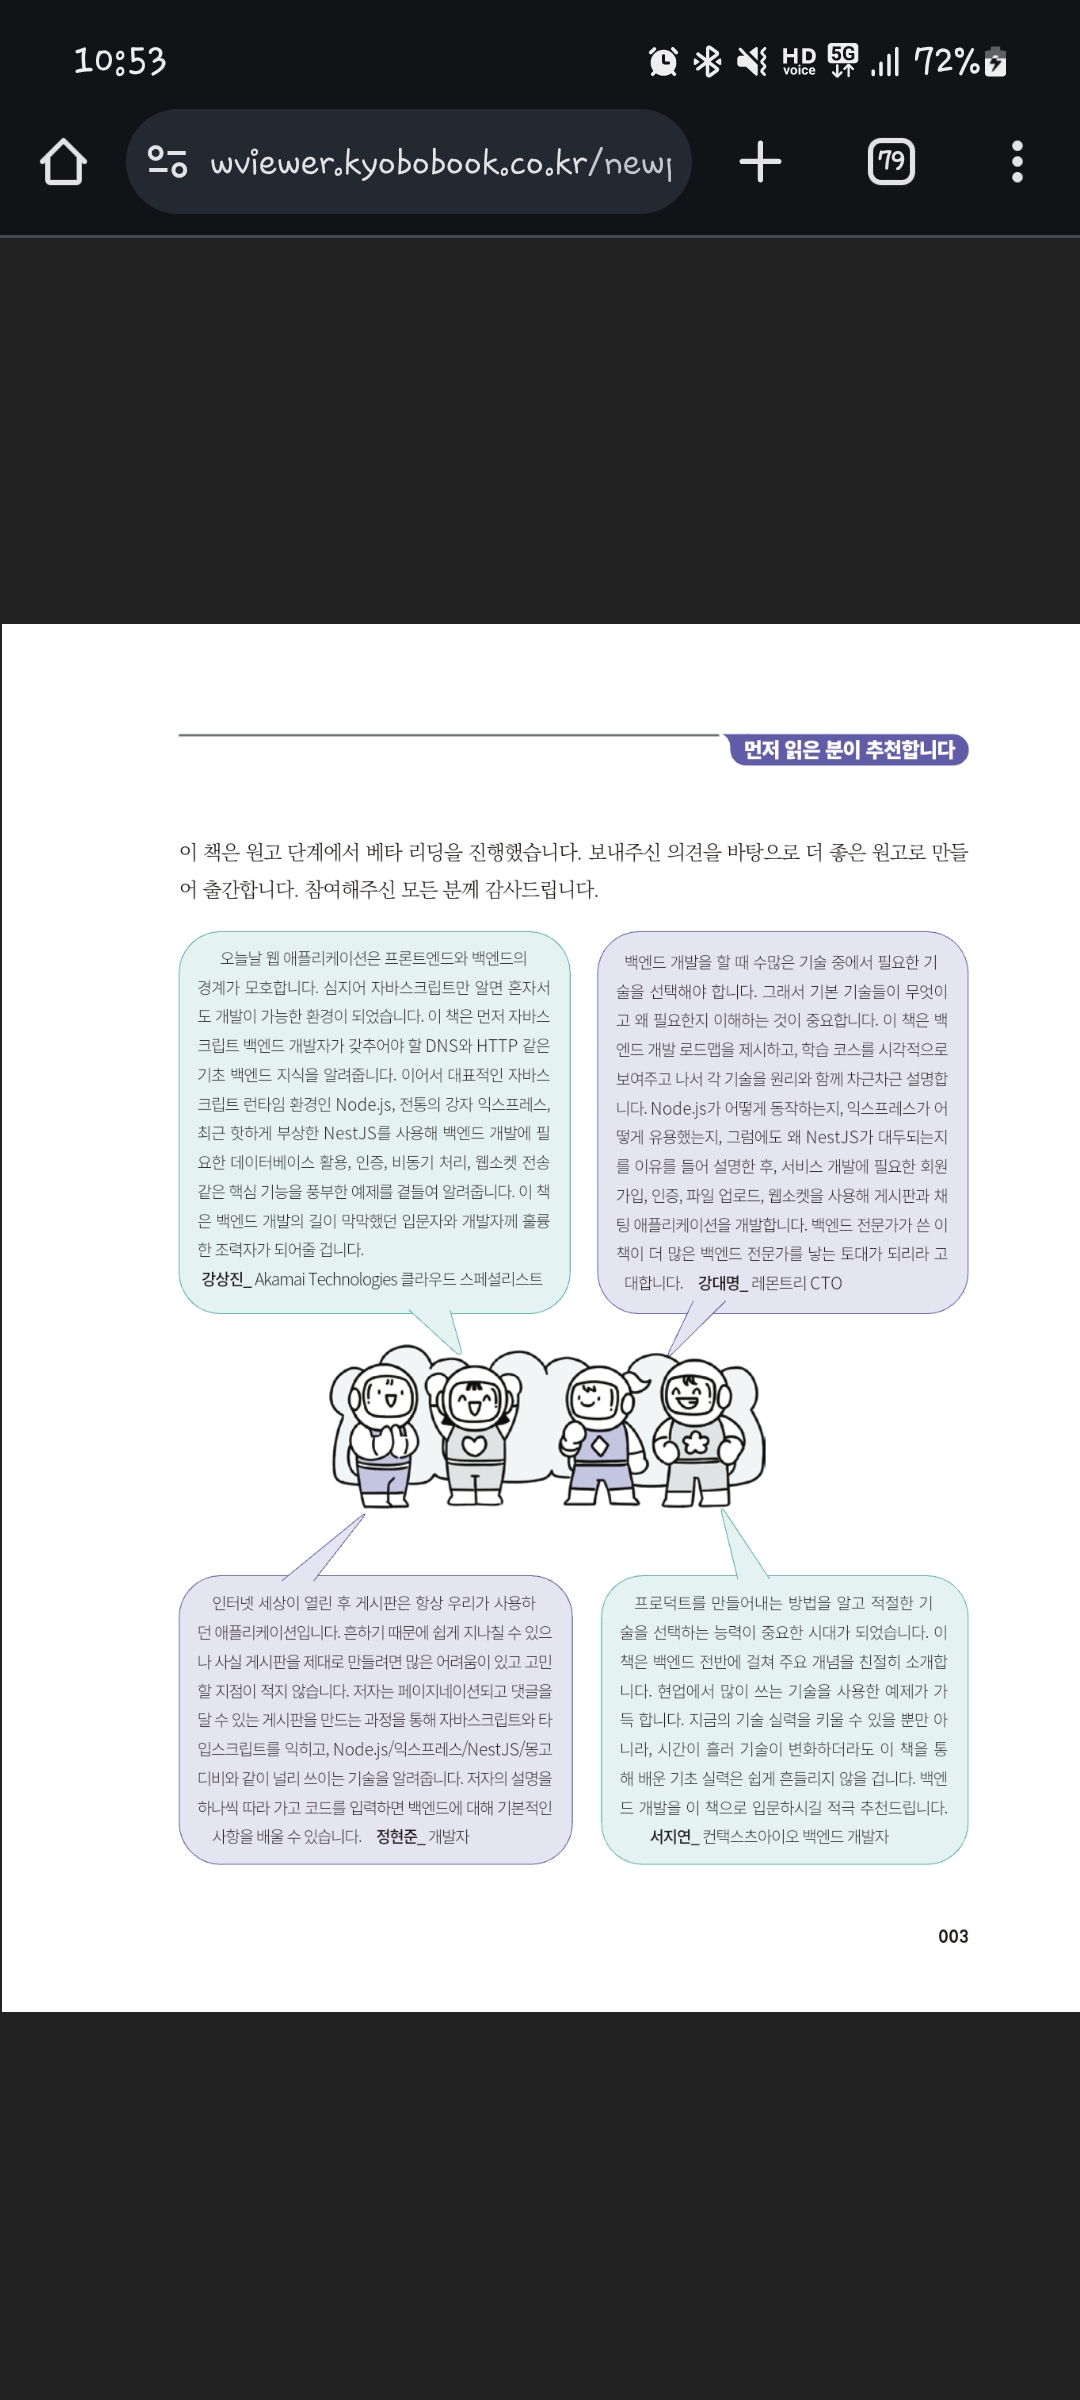 10:53
HD voice 5G 72%
wviewer.kyobobook.co.kr/newp
79
먼저 읽은 분이 추천합니다
이 책은 원고 단계에서 베타 리딩을 진행했습니다. 보내주신 의견을 바탕으로 더 좋은 원고로 만들
어 출간합니다. 참여해주신 모든 분께 감사드립니다.
오늘날 웹 애플리케이션은 프론트엔드와 백엔드의
경계가 모호합니다. 심지어 자바스크립트만 알면 혼자서
도 개발이 가능한 환경이 되었습니다. 이 책은 먼저 자바스
크립트 백엔드 개발자가 갖추어야 할 DNS와 HTTP 같은
기초 백엔드 지식을 알려줍니다. 이어서 대표적인 자바스
크립트 런타임 환경인 Node.js, 전통의 강자 익스프레스,
최근 핫하게 부상한 NestJS를 사용해 백엔드 개발에 필
요한 데이터베이스 활용, 인증, 비동기 처리, 웹소켓 전송
같은 핵심 기능을 풍부한 예제를 곁들여 알려줍니다. 이 책
은 백엔드 개발의 길이 막막했던 입문자와 개발자께 훌륭
한 조력자가 되어줄 겁니다.
강상진_ Akamai Technologies 클라우드 스페셜리스트
백엔드 개발을 할 때 수많은 기술 중에서 필요한 기
술을 선택해야 합니다. 그래서 기본 기술들이 무엇이
고 왜 필요한지 이해하는 것이 중요합니다. 이 책은 백
엔드 개발 로드맵을 제시하고, 학습 코스를 시각적으로
보여주고 나서 각 기술을 원리와 함께 차근차근 설명합
니다. Node.js가 어떻게 동작하는지, 익스프레스가 어
떻게 유용했는지, 그럼에도 왜 NestJS가 대두되는지
를 이유를 들어 설명한 후, 서비스 개발에 필요한 회원
가입, 인증, 파일 업로드, 웹소켓을 사용해 게시판과 채
팅 애플리케이션을 개발합니다. 백엔드 전문가가 쓴 이
책이 더 많은 백엔드 전문가를 낳는 토대가 되리라 고
대합니다. 강대명_ 레몬트리 CTO
인터넷 세상이 열린 후 게시판은 항상 우리가 사용하
던 애플리케이션입니다. 흔하기 때문에 쉽게 지나칠 수 있으
나 사실 게시판을 제대로 만들려면 많은 어려움이 있고 고민
할 지점이 적지 않습니다. 저자는 페이지네이션되고 댓글을
달 수 있는 게시판을 만드는 과정을 통해 자바스크립트와 타
입스크립트를 익히고, Node.js/익스프레스/NestJS/몽고
디비와 같이 널리 쓰이는 기술을 알려줍니다. 저자의 설명을
하나씩 따라 가고 코드를 입력하면 백엔드에 대해 기본적인
사항을 배울 수 있습니다. 정현준_ 개발자
프로덕트를 만들어내는 방법을 알고 적절한 기
술을 선택하는 능력이 중요한 시대가 되었습니다. 이
책은 백엔드 전반에 걸쳐 주요 개념을 친절히 소개합
니다. 현업에서 많이 쓰는 기술을 사용한 예제가 가
득 합니다. 지금의 기술 실력을 키울 수 있을 뿐만 아
니라, 시간이 흘러 기술이 변화하더라도 이 책을 통
해 배운 기초 실력은 쉽게 흔들리지 않을 겁니다. 백엔
드 개발을 이 책으로 입문하시길 적극 추천드립니다.
서지연_ 컨택스츠아이오 백엔드 개발자
003